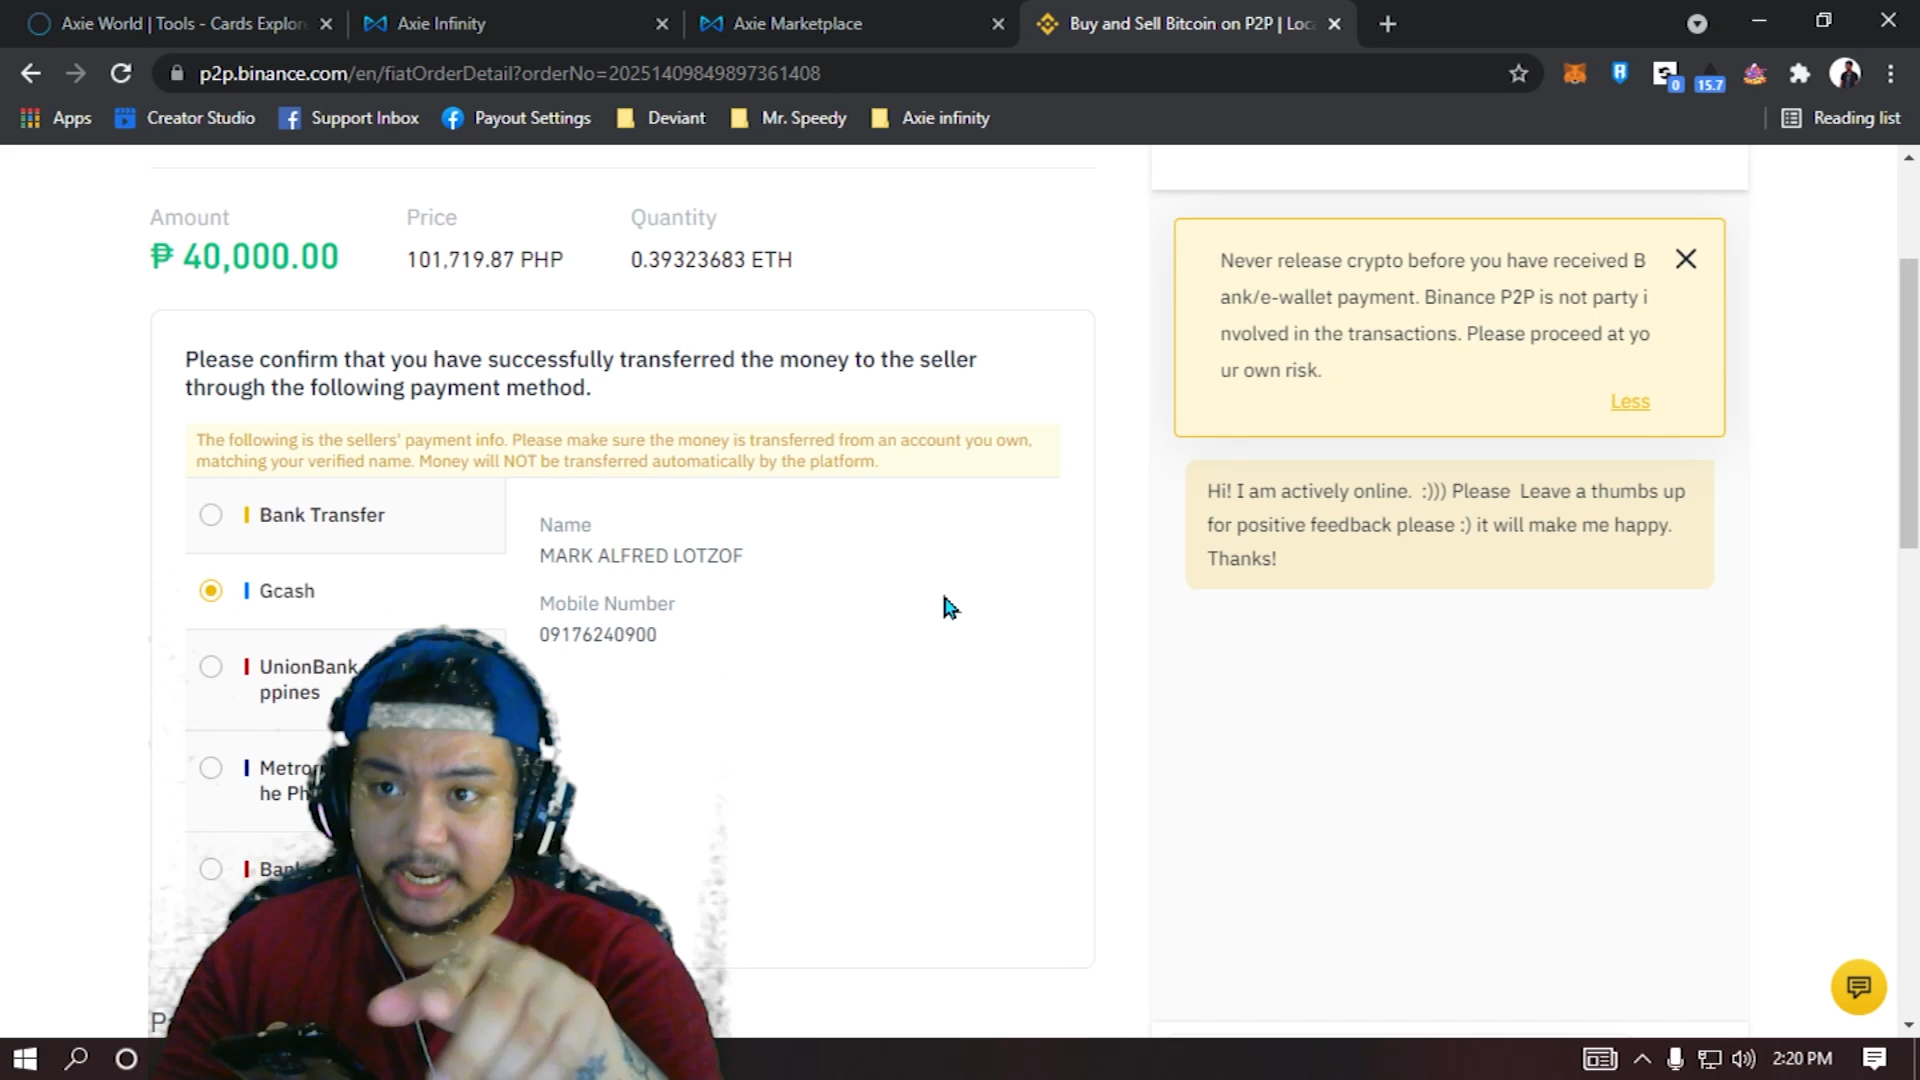 Axie World | Tools - Cards Explor
Axie Infinity
Axie Marketplace
Buy and Sell Bitcoin on P2P | Loc
p2p.binance.com/en/fiatOrderDetail?orderNo=20251409849897361408
0
15.7
Apps
Creator Studio
Support Inbox
Payout Settings
Deviant
Mr. Speedy
Axie infinity
Reading list
Amount
Price
Quantity
₱ 40,000.00
101,719.87 PHP
0.39323683 ETH
Please confirm that you have successfully transferred the money to the seller
through the following payment method.
The following is the sellers' payment info. Please make sure the money is transferred from an account you own,
matching your verified name. Money will NOT be transferred automatically by the platform.
Bank Transfer
Gcash
UnionBank
ppines
Metro
he Ph
Ban
Name
MARK ALFRED LOTZOF
Mobile Number
09176240900
Never release crypto before you have received B
ank/e-wallet payment. Binance P2P is not party i
nvolved in the transactions. Please proceed at yo
ur own risk.
Less
Hi! I am actively online. :))) Please Leave a thumbs up
for positive feedback please :) it will make me happy.
Thanks!
2:20 PM